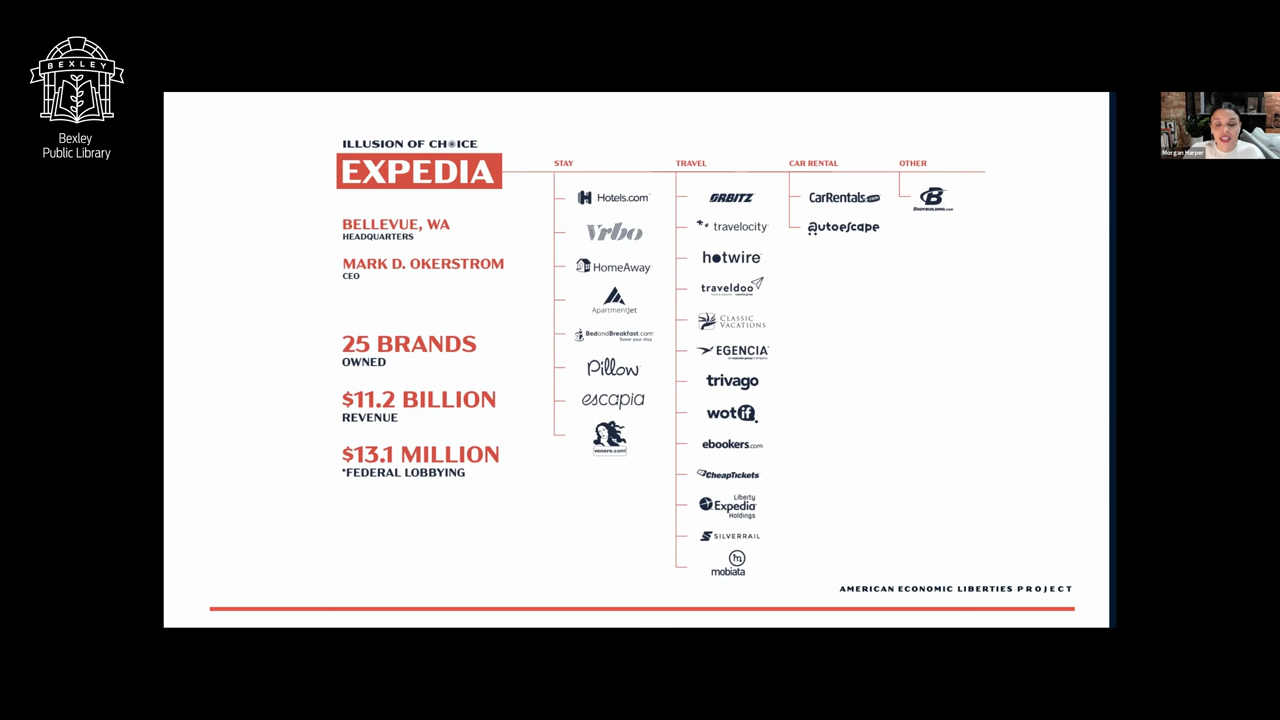 BEXLEY
Bexley
Public Library
Morgan Harper
ILLUSION OF CHOICE
EXPEDIA
BELLEVUE, WA
HEADQUARTERS
MARK D. OKERSTROM
CEO
25 BRANDS
OWNED
$11.2 BILLION
REVENUE
$13.1 MILLION
*FEDERAL LOBBYING
STAY
Hotels.com
Vrbo
HomeAway
ApartmentJet
BedandBreakfast.com
Pillow
escapia
venere.com
TRAVEL
ORBITZ
travelocity
hotwire
traveldoo
CLASSIC
VACATIONS
EGENCIA
trivago
wotif.
ebookers.com
CheapTickets
Liberty
Expedia
Holdings
SILVERRAIL
mobiata
CAR RENTAL
CarRentals.com
autoescape
OTHER
BODYBUILDING.com
AMERICAN ECONOMIC LIBERTIES PROJECT